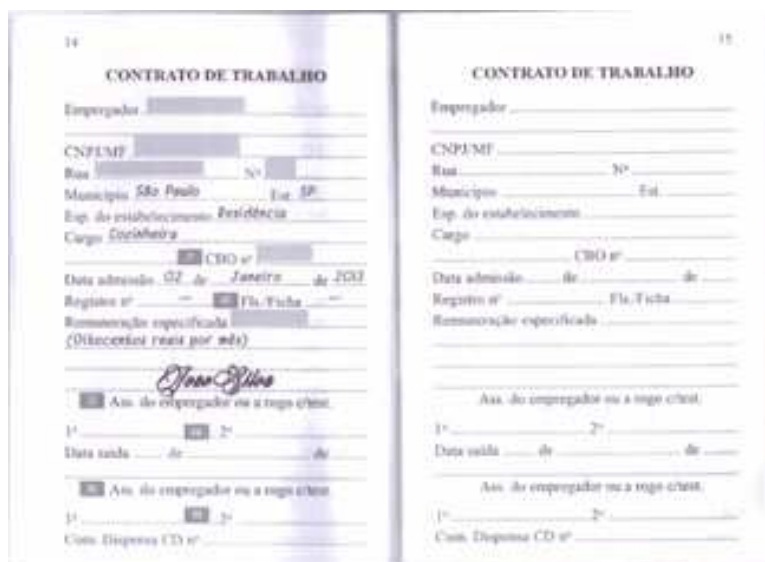 14
CONTRATO DE TRABALHO
Empregador
CNPJ/MF
Rua Nº
Município São Paulo Est. SP
Esp. do estabelecimento Residência
Cargo Cozinheira
CBO nº
Data admissão 02 de Janeiro de 2013
Registro nº — Fls./Ficha —
Remuneração especificada
(Oitocentos reais por mês)
João Silva
Ass. do empregador ou a rogo c/test.
1º 2º
Data saída de de
Ass. do empregador ou a rogo c/test.
1º 2º
Com. Dispensa CD nº
15
CONTRATO DE TRABALHO
Empregador
CNPJ/MF
Rua Nº
Município Est.
Esp. do estabelecimento
Cargo
CBO nº
Data admissão de de
Registro nº Fls./Ficha
Remuneração especificada
Ass. do empregador ou a rogo c/test.
1º 2º
Data saída de de
Ass. do empregador ou a rogo c/test.
1º 2º
Com. Dispensa CD nº